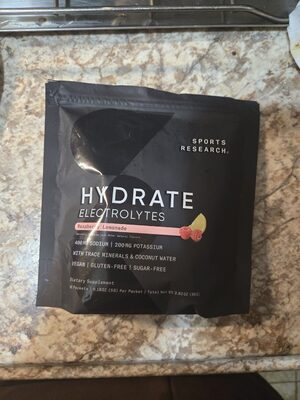 SPORTS
RESEARCH®
HYDRATE
ELECTROLYTES
Raspberry Lemonade
400MG SODIUM | 200MG POTASSIUM
WITH TRACE MINERALS & COCONUT WATER
VEGAN | GLUTEN-FREE | SUGAR-FREE
Dietary Supplement